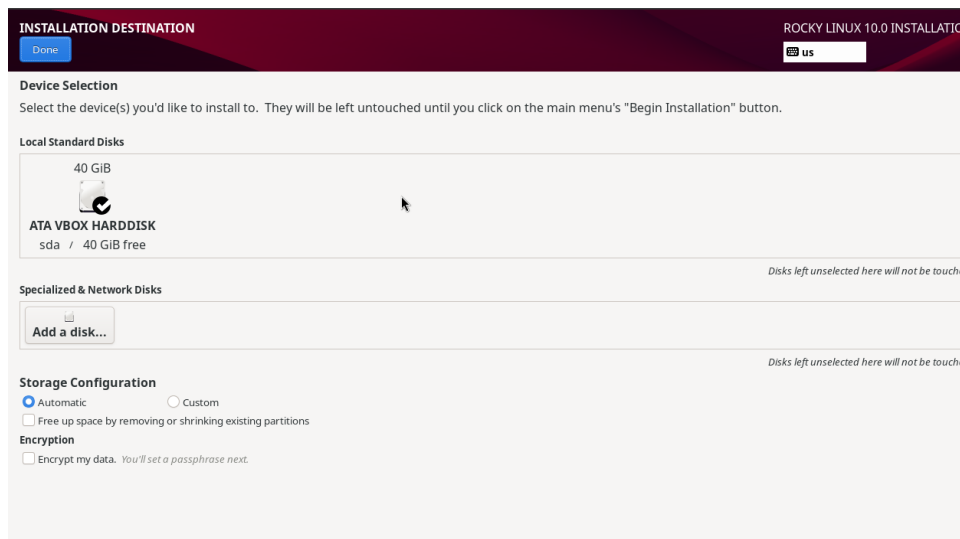 INSTALLATION DESTINATION
ROCKY LINUX 10.0 INSTALLATIO
Done
us
Device Selection
Select the device(s) you'd like to install to.  They will be left untouched until you click on the main menu's "Begin Installation" button.
Local Standard Disks
40 GiB
ATA VBOX HARDDISK
sda / 40 GiB free
Disks left unselected here will not be touch
Specialized & Network Disks
Add a disk...
Disks left unselected here will not be touch
Storage Configuration
Automatic Custom
Free up space by removing or shrinking existing partitions
Encryption
Encrypt my data. You'll set a passphrase next.